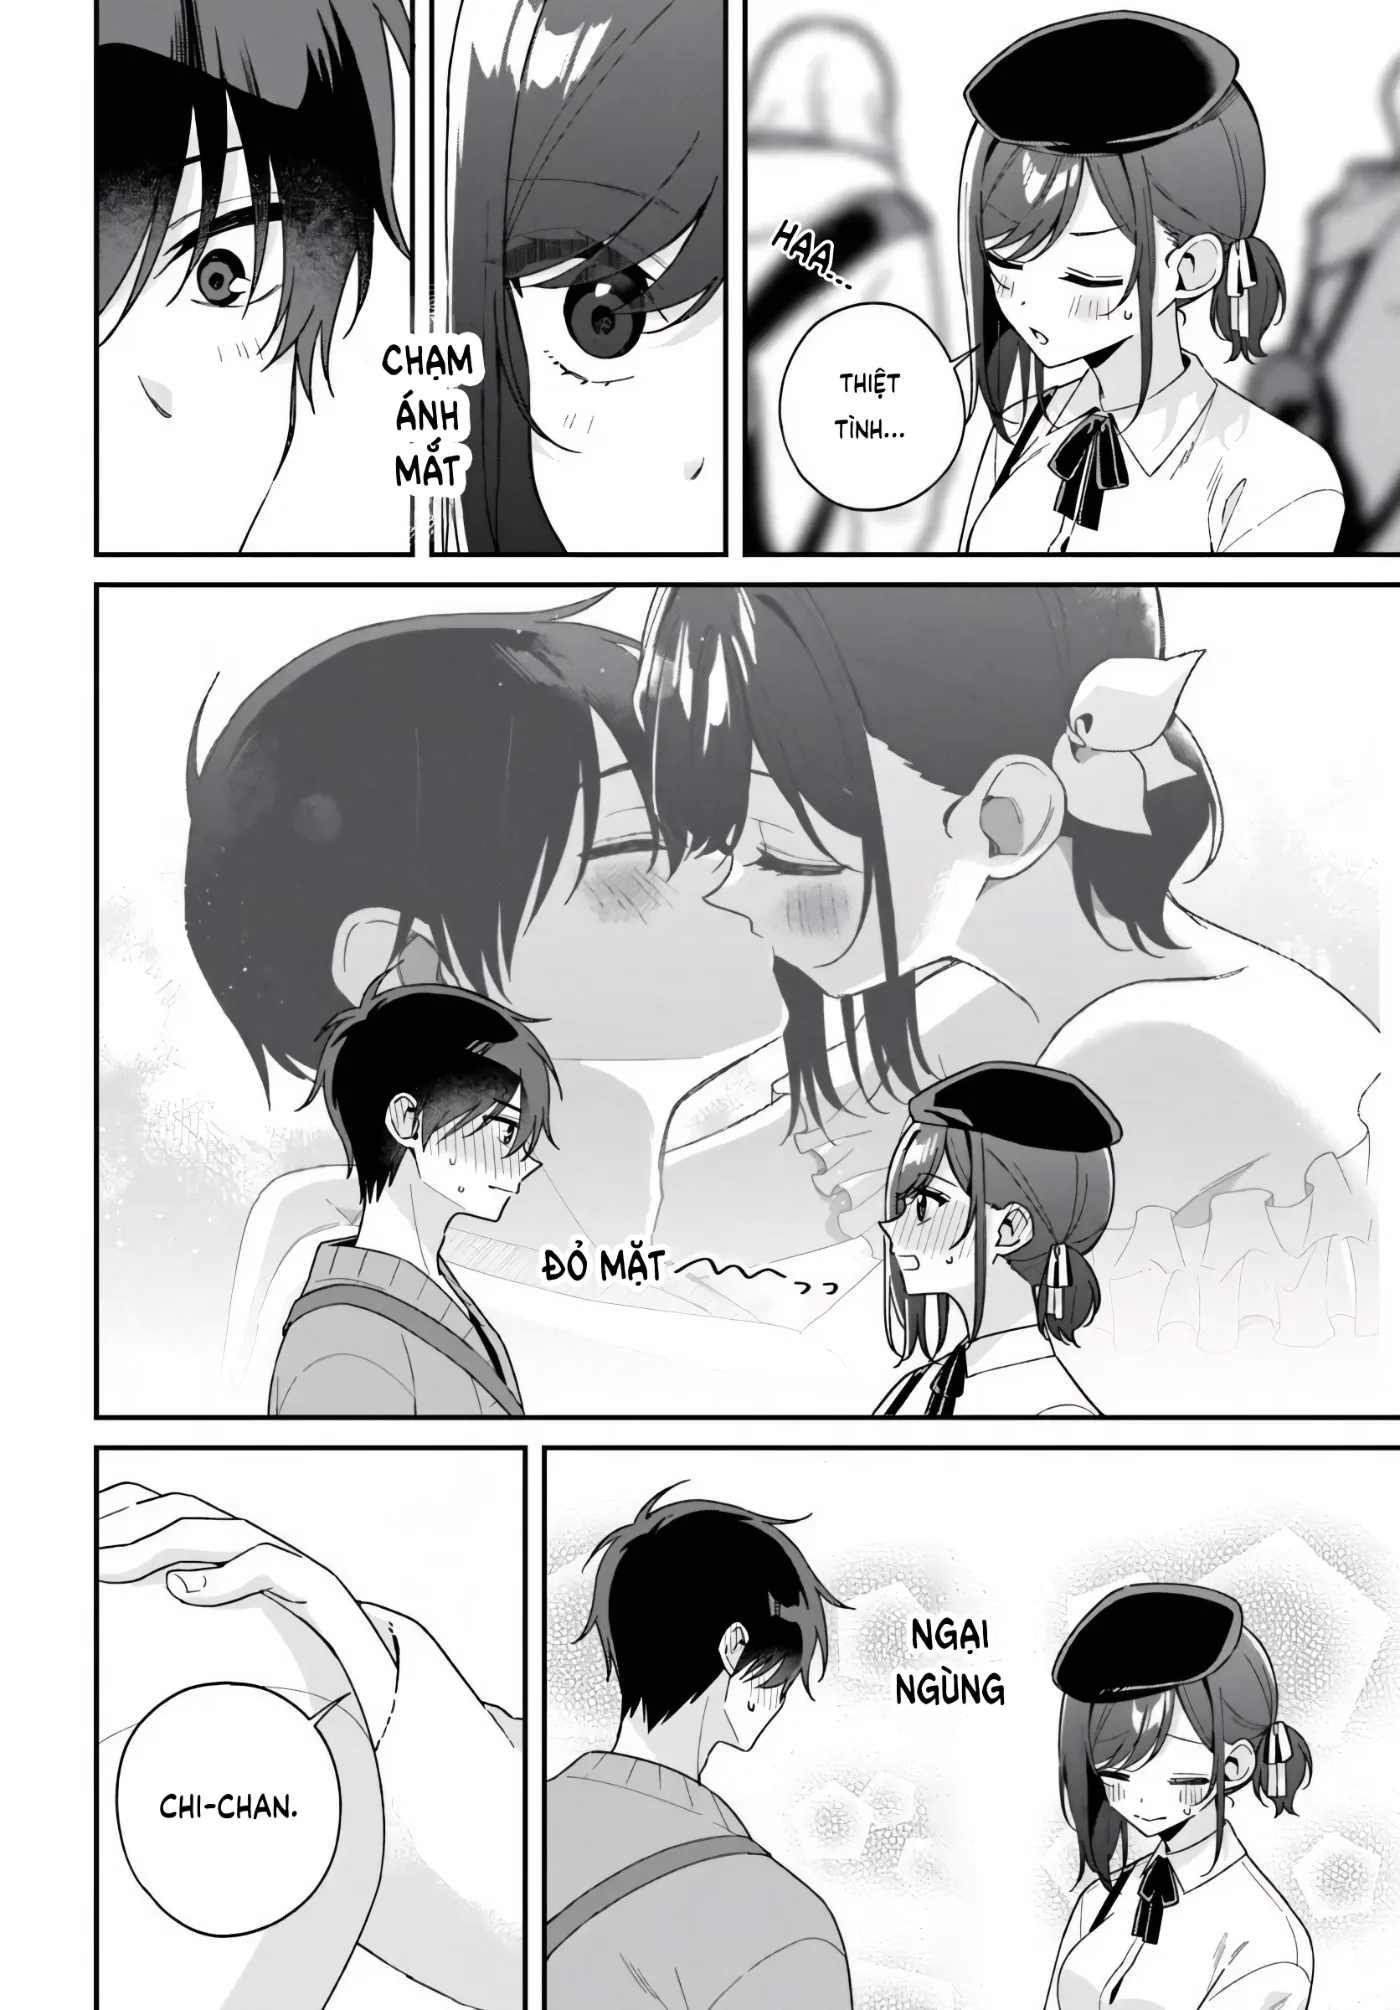 HAA...
THIỆT
TÌNH...
CHẠM
ÁNH
MẮT
ĐỎ MẶT
NGẠI
NGÙNG
CHI-CHAN.